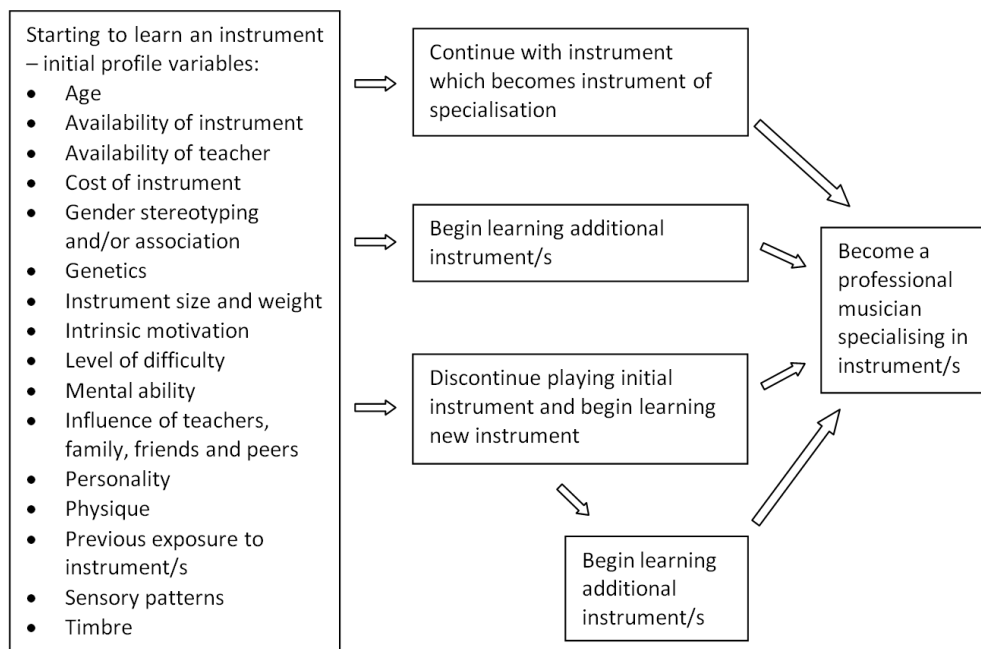 Starting to learn an instrument
– initial profile variables:
• Age
• Availability of instrument
• Availability of teacher
• Cost of instrument
• Gender stereotyping
and/or association
• Genetics
• Instrument size and weight
• Intrinsic motivation
• Level of difficulty
• Mental ability
• Influence of teachers,
family, friends and peers
• Personality
• Physique
• Previous exposure to
instrument/s
• Sensory patterns
• Timbre
Continue with instrument
which becomes instrument of
specialisation
Begin learning additional
instrument/s
Discontinue playing initial
instrument and begin learning
new instrument
Begin learning
additional
instrument/s
Become a
professional
musician
specialising in
instrument/s